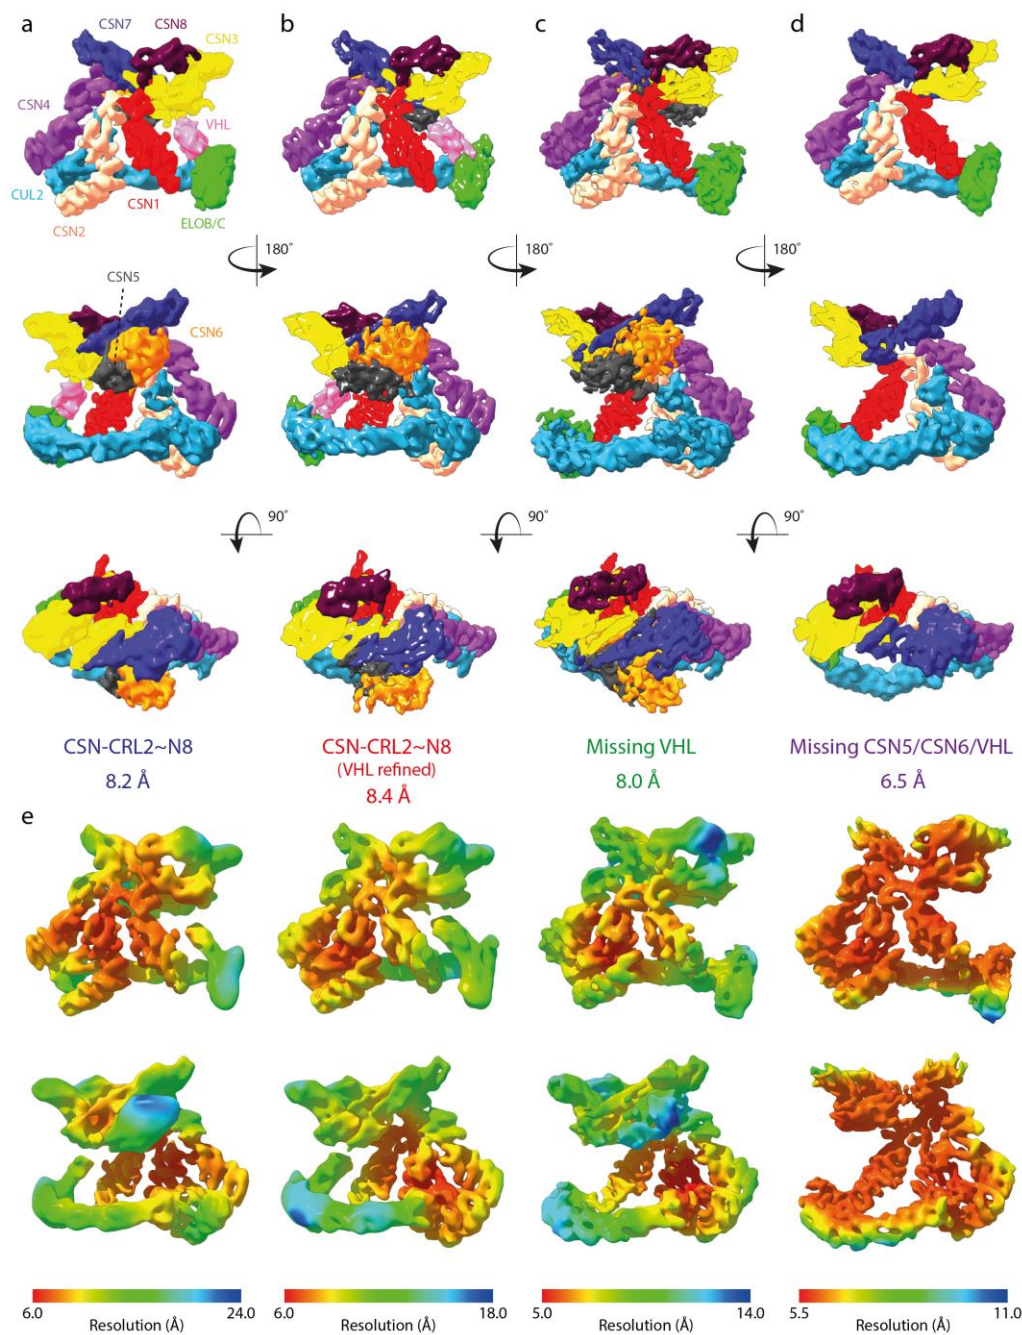 a b c d
CSN7 CSN8
CSN3
CSN4
VHL
CUL2
CSN1
CSN2
ELOB/C
180° 180° 180°
CSN5
CSN6
90° 90° 90°
CSN-CRL2~N8 CSN-CRL2~N8 Missing VHL Missing CSN5/CSN6/VHL
(VHL refined)
8.2 Å 8.4 Å 8.0 Å 6.5 Å
e
6.0 24.0 6.0 18.0 5.0 14.0 5.5 11.0
Resolution (Å) Resolution (Å) Resolution (Å) Resolution (Å)